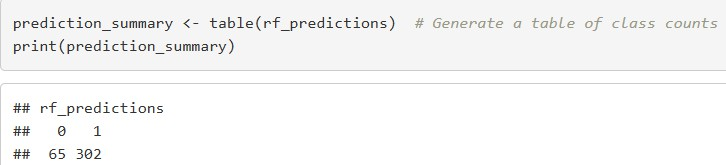 prediction_summary <- table(rf_predictions)  # Generate a table of class counts
print(prediction_summary)
## rf_predictions
##   0   1
##  65 302